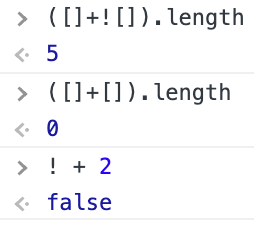 > ([]+![]).length
<· 5
> ([]+[]).length
<· 0
> ! + 2
<· false